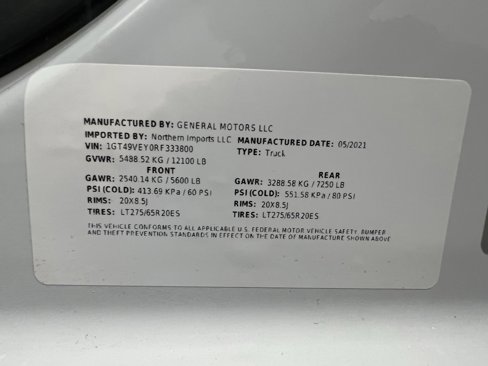 MANUFACTURED BY: GENERAL MOTORS LLC
IMPORTED BY: Northern Imports LLC MANUFACTURED DATE: 05/2021
VIN: 1GT49VEY0RF333800 TYPE: Truck
GVWR: 5488.52 KG / 12100 LB
FRONT REAR
GAWR: 2540.14 KG / 5600 LB GAWR: 3288.58 KG / 7250 LB
PSI (COLD): 413.69 KPa / 60 PSI PSI (COLD): 551.58 KPa / 80 PSI
RIMS: 20X8.5J RIMS: 20X8.5J
TIRES: LT275/65R20ES TIRES: LT275/65R20ES
THIS VEHICLE CONFORMS TO ALL APPLICABLE U.S. FEDERAL MOTOR VEHICLE SAFETY, BUMPER
AND THEFT PREVENTION STANDARDS IN EFFECT ON THE DATE OF MANUFACTURE SHOWN ABOVE